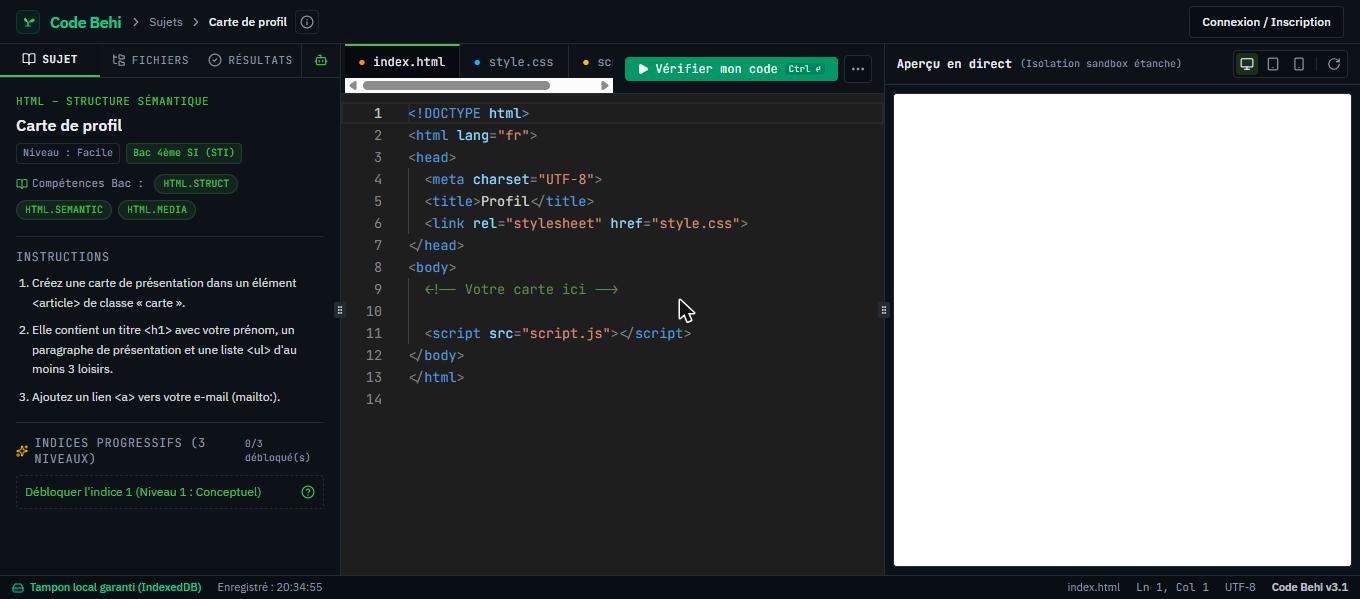 Code Behi > Sujets > Carte de profil
Connexion / Inscription
SUJET FICHIERS RÉSULTATS
HTML – STRUCTURE SÉMANTIQUE
Carte de profil
Niveau : Facile Bac 4ème SI (STI)
Compétences Bac : HTML.STRUCT
HTML.SEMANTIC HTML.MEDIA
INSTRUCTIONS
1. Créez une carte de présentation dans un élément
<article> de classe « carte ».
2. Elle contient un titre <h1> avec votre prénom, un
paragraphe de présentation et une liste <ul> d'au
moins 3 loisirs.
3. Ajoutez un lien <a> vers votre e-mail (mailto:).
INDICES PROGRESSIFS (3
NIVEAUX)
0/3
débloqué(s)
Débloquer l'indice 1 (Niveau 1 : Conceptuel)
index.html style.css sc
Vérifier mon code Ctrl ↵
1 <!DOCTYPE html>
2 <html lang="fr">
3 <head>
4 <meta charset="UTF-8">
5 <title>Profil</title>
6 <link rel="stylesheet" href="style.css">
7 </head>
8 <body>
9 <!-- Votre carte ici -->
10
11 <script src="script.js"></script>
12 </body>
13 </html>
14
Aperçu en direct (Isolation sandbox étanche)
Tampon local garanti (IndexedDB) Enregistré : 20:34:55
index.html Ln 1, Col 1 UTF-8 Code Behi v3.1